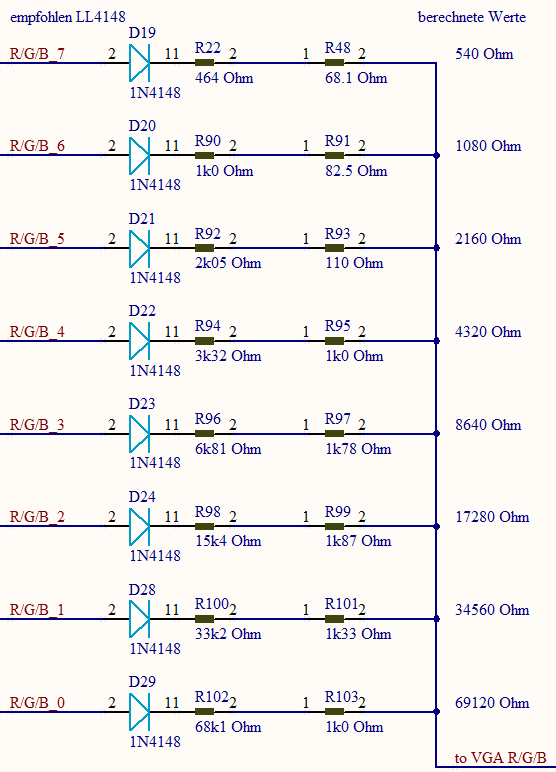 empfohlen LL4148 berechnete Werte
D19
R/G/B_7 2 11 R22 2 1 R48 2 540 Ohm
1N4148 464 Ohm 68.1 Ohm
D20
R/G/B_6 2 11 R90 2 1 R91 2 1080 Ohm
1N4148 1k0 Ohm 82.5 Ohm
D21
R/G/B_5 2 11 R92 2 1 R93 2 2160 Ohm
1N4148 2k05 Ohm 110 Ohm
D22
R/G/B_4 2 11 R94 2 1 R95 2 4320 Ohm
1N4148 3k32 Ohm 1k0 Ohm
D23
R/G/B_3 2 11 R96 2 1 R97 2 8640 Ohm
1N4148 6k81 Ohm 1k78 Ohm
D24
R/G/B_2 2 11 R98 2 1 R99 2 17280 Ohm
1N4148 15k4 Ohm 1k87 Ohm
D28
R/G/B_1 2 11 R100 2 1 R101 2 34560 Ohm
1N4148 33k2 Ohm 1k33 Ohm
D29
R/G/B_0 2 11 R102 2 1 R103 2 69120 Ohm
1N4148 68k1 Ohm 1k0 Ohm
to VGA R/G/B